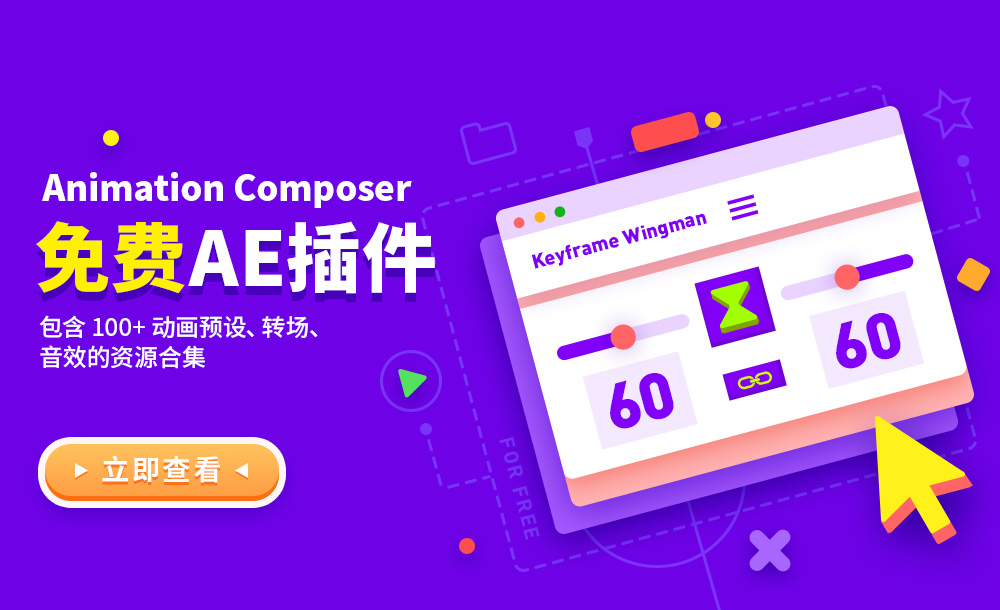 Animation Composer
免费AE插件
包含 100+ 动画预设、转场、
音效的资源合集
立即查看
Keyframe Wingman
60
60
FOR FREE